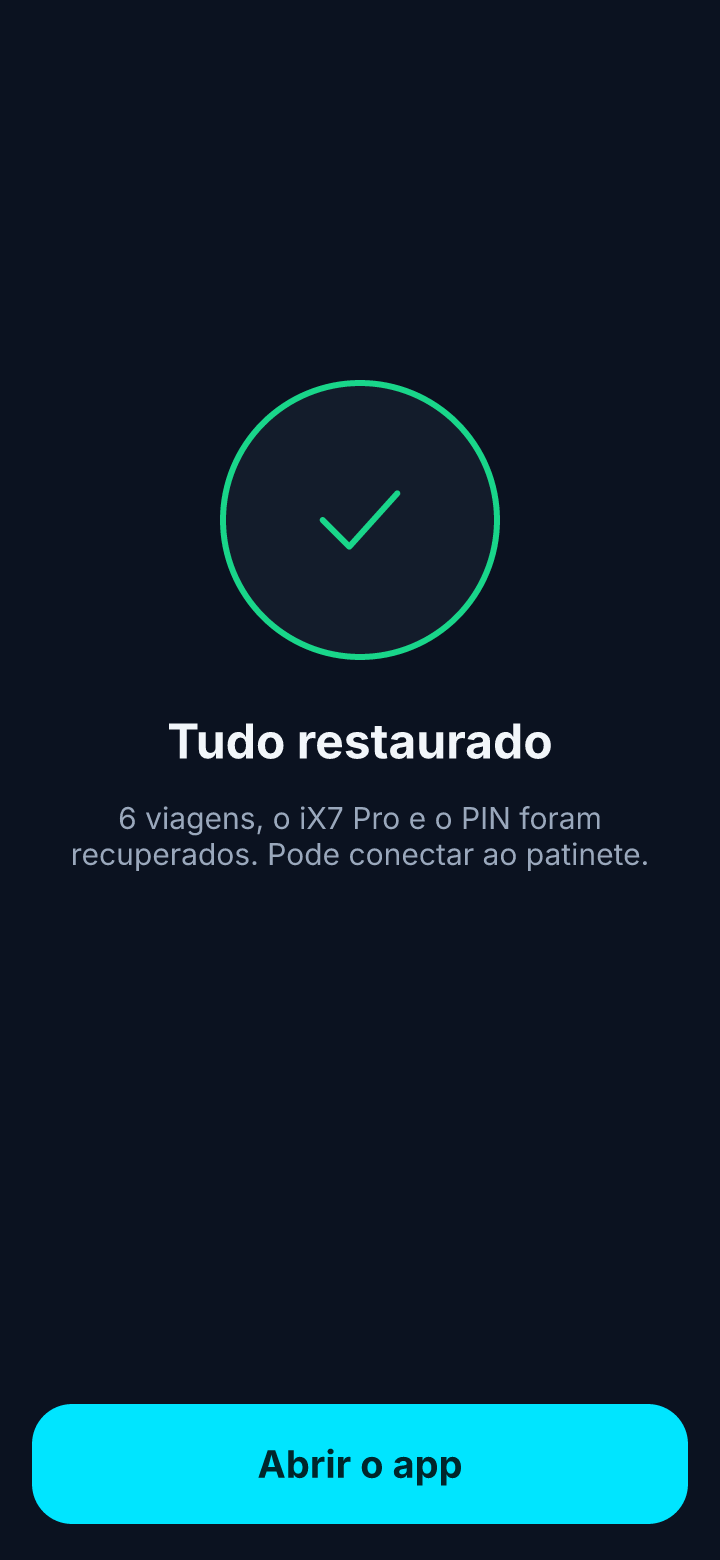 Tudo restaurado
6 viagens, o iX7 Pro e o PIN foram
recuperados. Pode conectar ao patinete.
Abrir o app